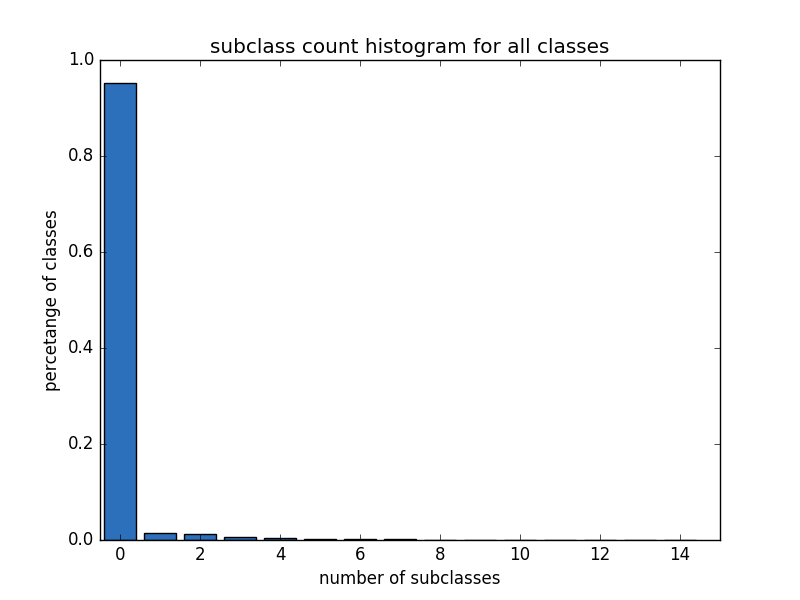 subclass count histogram for all classes
1.0
0.8
0.6
0.4
0.2
0.0
percetange of classes
0 2 4 6 8 10 12 14
number of subclasses